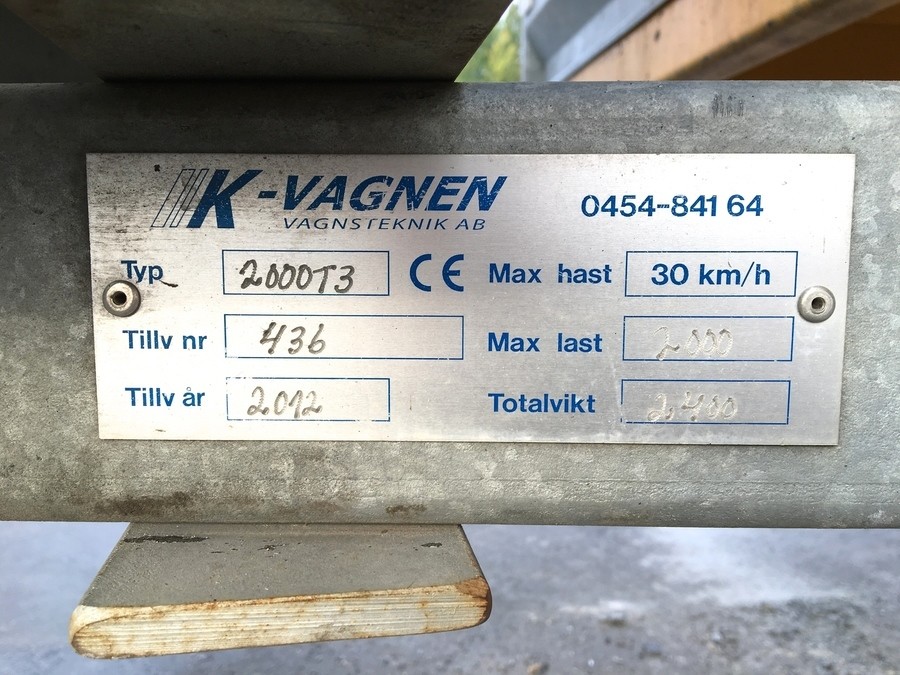 K-VAGNEN 0454-841 64
VAGNSTEKNIK AB
Typ 2000T3 CE Max hast 30 km/h
Tillv nr 436 Max last 2000
Tillv år 2012 Totalvikt 2400